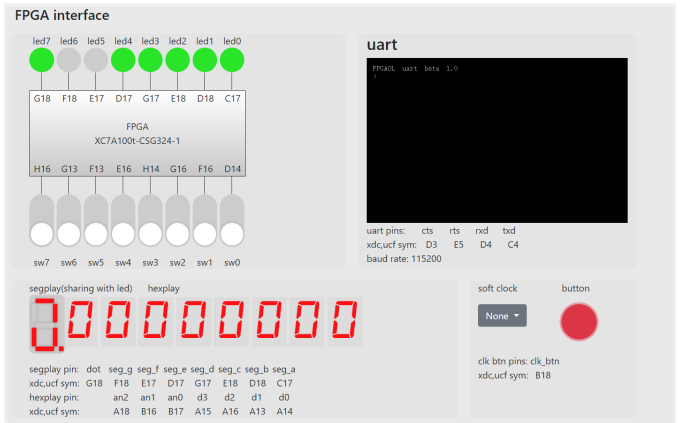 FPGA interface
led7 led6 led5 led4 led3 led2 led1 led0
G18 F18 E17 D17 G17 E18 D18 C17
FPGA
XC7A100t-CSG324-1
H16 G13 F13 E16 H14 G16 F16 D14
sw7 sw6 sw5 sw4 sw3 sw2 sw1 sw0
uart
FPGAOL uart beta 1.0
>
uart pins: cts rts rxd txd
xdc,ucf sym: D3 E5 D4 C4
baud rate: 115200
segplay(sharing with led) hexplay
00000000
segplay pin: dot seg_g seg_f seg_e seg_d seg_c seg_b seg_a
xdc,ucf sym: G18 F18 E17 D17 G17 E18 D18 C17
hexplay pin: an2 an1 an0 d3 d2 d1 d0
xdc,ucf sym: A18 B16 B17 A15 A16 A13 A14
soft clock button
None
clk btn pins: clk_btn
xdc,ucf sym: B18